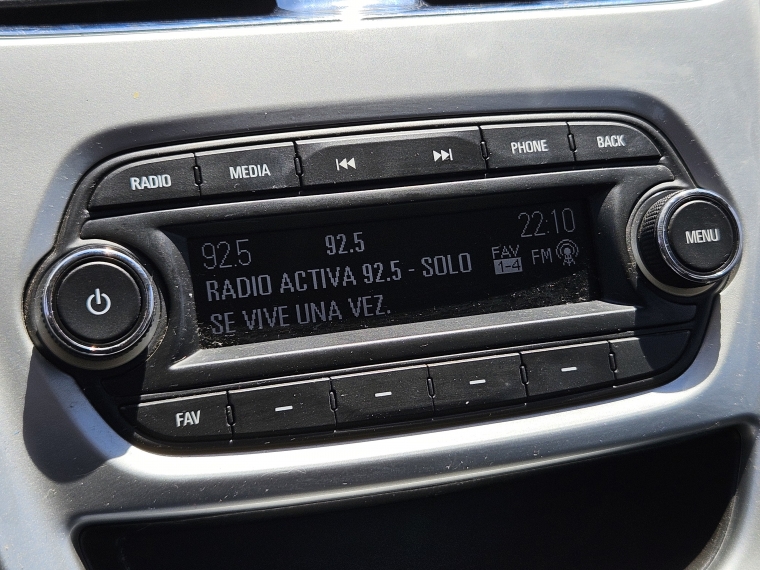 RADIO MEDIA PHONE BACK
92.5 92.5 22:10
RADIO ACTIVA 92.5 - SOLO FAV 1-4 FM
SE VIVE UNA VEZ.
MENU
FAV